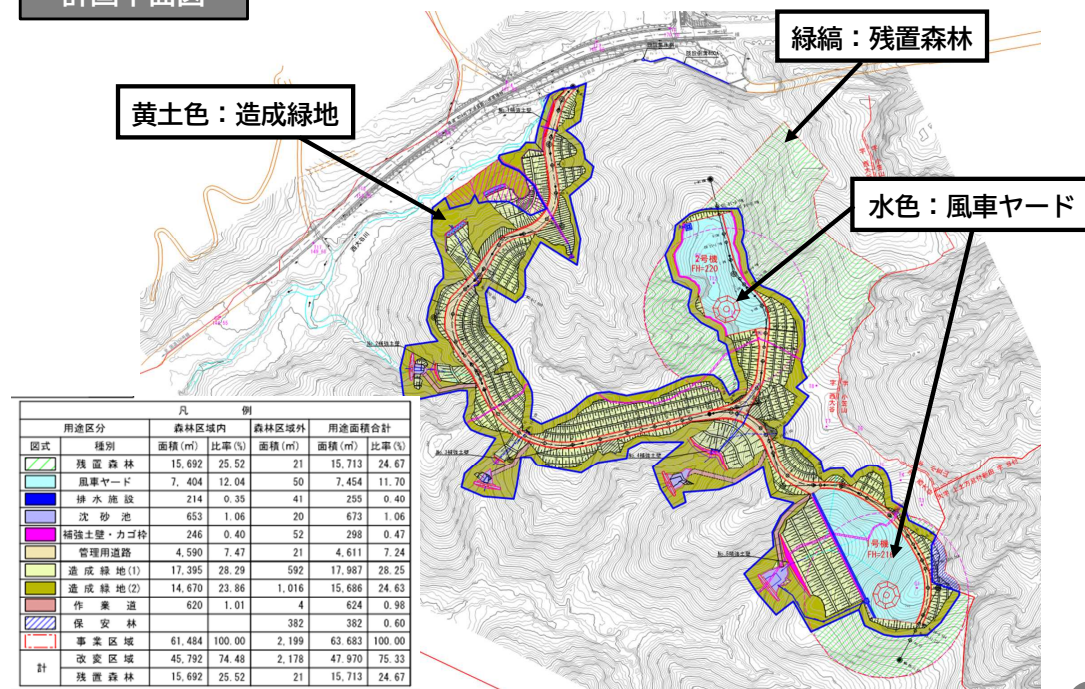 計画平面図
緑縞：残置森林
黄土色：造成緑地
水色：風車ヤード
2号機
FH=220
西大谷川
No.2補強土壁
凡 例
用途区分 森林区域内 森林区域外 用途面積合計
図式 種別 面積(㎡) 比率(%) 面積(㎡) 面積(㎡) 比率(%)
残置森林 15,692 25.52 21 15,713 24.67
風車ヤード 7,404 12.04 50 7,454 11.70
排水施設 214 0.35 41 255 0.40
沈砂池 653 1.06 20 673 1.06
補強土壁・カゴ枠 246 0.40 52 298 0.47
管理用道路 4,590 7.47 21 4,611 7.24
造成緑地(1) 17,395 28.29 592 17,987 28.25
造成緑地(2) 14,670 23.86 1,016 15,686 24.63
作業道 620 1.01 4 624 0.98
保安林 382 382 0.60
事業区域 61,484 100.00 2,199 63.683 100.00
計 改変区域 45,792 74.48 2,178 47.970 75.33
残置森林 15,692 25.52 21 15,713 24.67